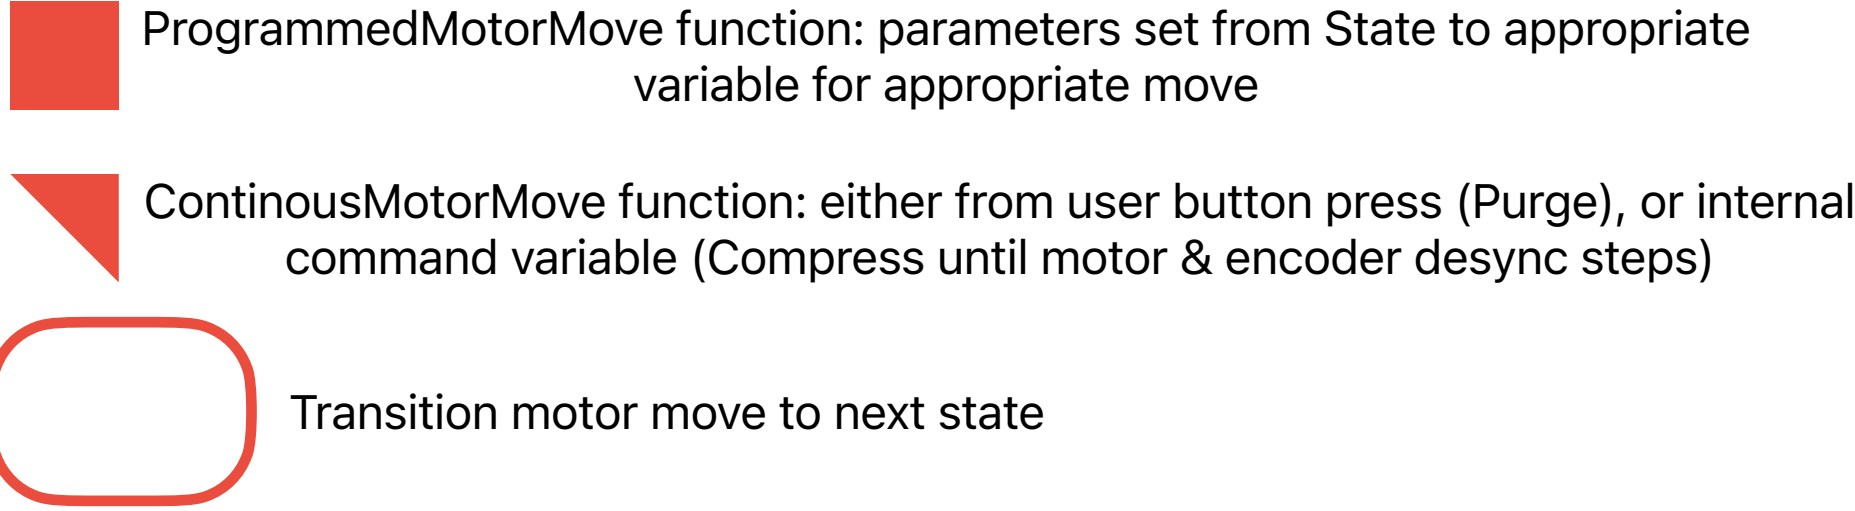 ProgrammedMotorMove function: parameters set from State to appropriate
variable for appropriate move
ContinousMotorMove function: either from user button press (Purge), or internal
command variable (Compress until motor & encoder desync steps)
Transition motor move to next state